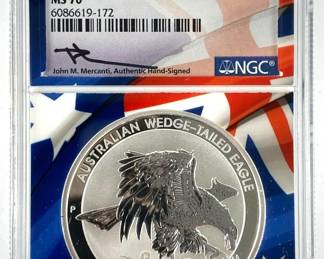 MS 70
6086619-172
John M. Mercanti, Authentic Hand-Signed
NGC
AUSTRALIAN WEDGE-TAILED EAGLE
P